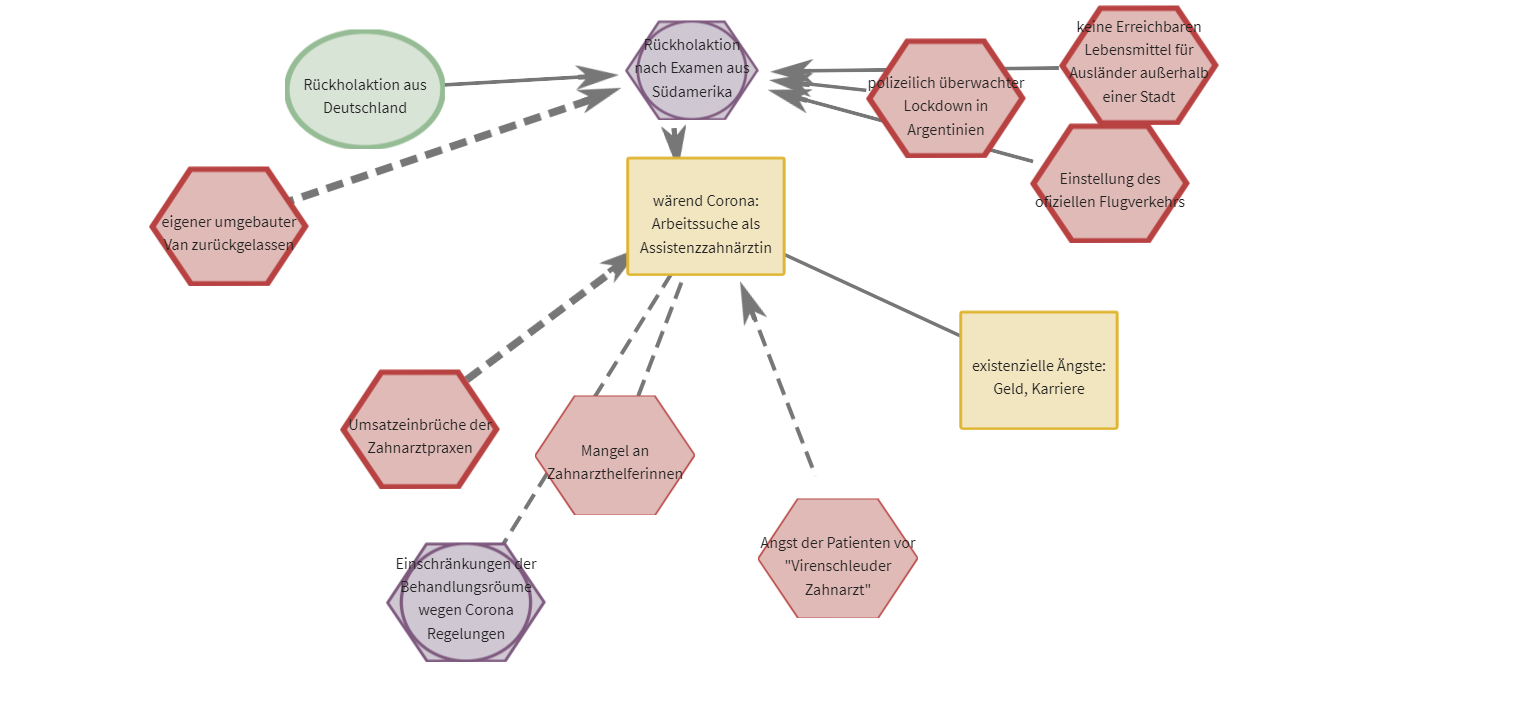 Rückholaktion aus
Deutschland
Rückholaktion
nach Examen aus
Südamerika
polizeilich überwachter
Lockdown in
Argentinien
keine Erreichbaren
Lebensmittel für
Ausländer außerhalb
einer Stadt
Einstellung des
ofiziellen Flugverkehrs
eigener umgebauter
Van zurückgelassen
wärend Corona:
Arbeitssuche als
Assistenzzahnärztin
existenzielle Ängste:
Geld, Karriere
Umsatzeinbrüche der
Zahnarztpraxen
Mangel an
Zahnarzthelferinnen
Angst der Patienten vor
"Virenschleuder
Zahnarzt"
Einschränkungen der
Behandlungsröume
wegen Corona
Regelungen